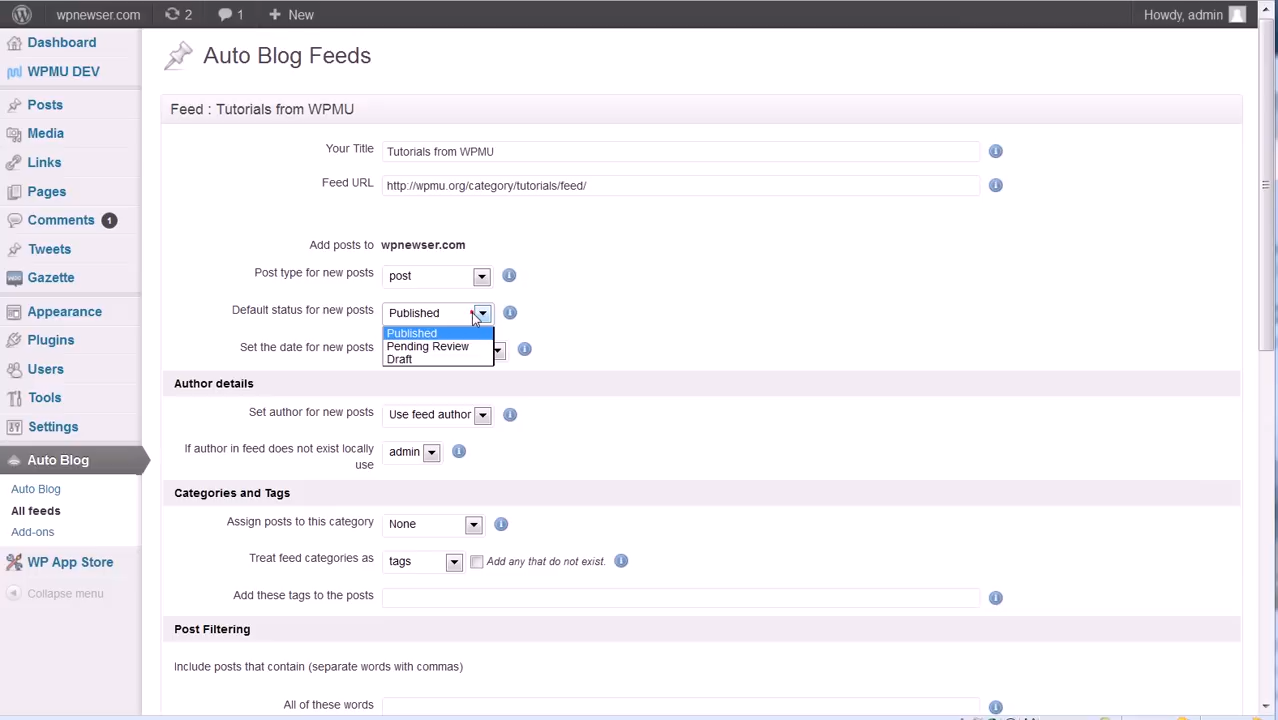 wpnewser.com 2 1 New Howdy, admin
Dashboard
WPMU DEV
Posts
Media
Links
Pages
Comments 1
Tweets
Gazette
Appearance
Plugins
Users
Tools
Settings
Auto Blog
Auto Blog
All feeds
Add-ons
WP App Store
Collapse menu
Auto Blog Feeds
Feed : Tutorials from WPMU
Your Title Tutorials from WPMU
Feed URL http://wpmu.org/category/tutorials/feed/
Add posts to wpnewser.com
Post type for new posts post
Default status for new posts Published
Published
Pending Review
Draft
Set the date for new posts
Author details
Set author for new posts Use feed author
If author in feed does not exist locally
use
admin
Categories and Tags
Assign posts to this category None
Treat feed categories as tags Add any that do not exist.
Add these tags to the posts
Post Filtering
Include posts that contain (separate words with commas)
All of these words